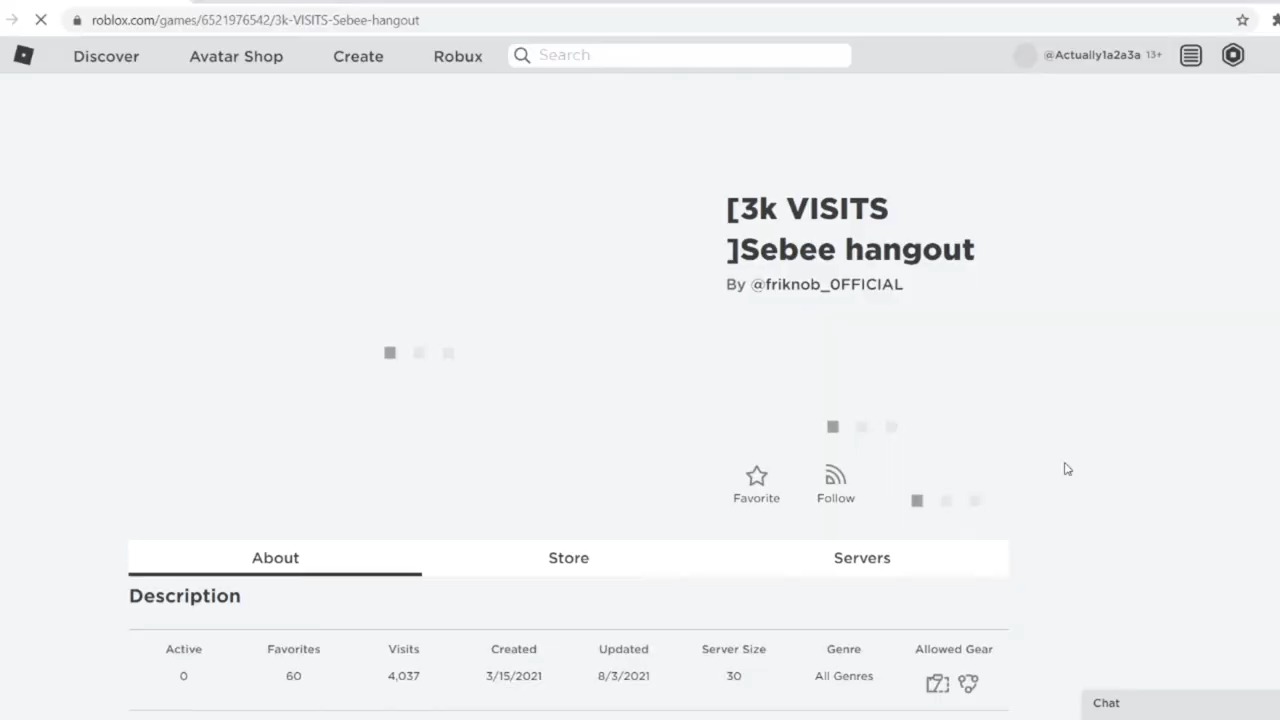 roblox.com/games/6521976542/3k-VISITS-Sebee-hangout
Discover Avatar Shop Create Robux Search @Actually1a2a3a 13+
[3k VISITS
]Sebee hangout
By @friknob_0FFICIAL
Favorite Follow
About Store Servers
Description
Active Favorites Visits Created Updated Server Size Genre Allowed Gear
0 60 4,037 3/15/2021 8/3/2021 30 All Genres
Chat